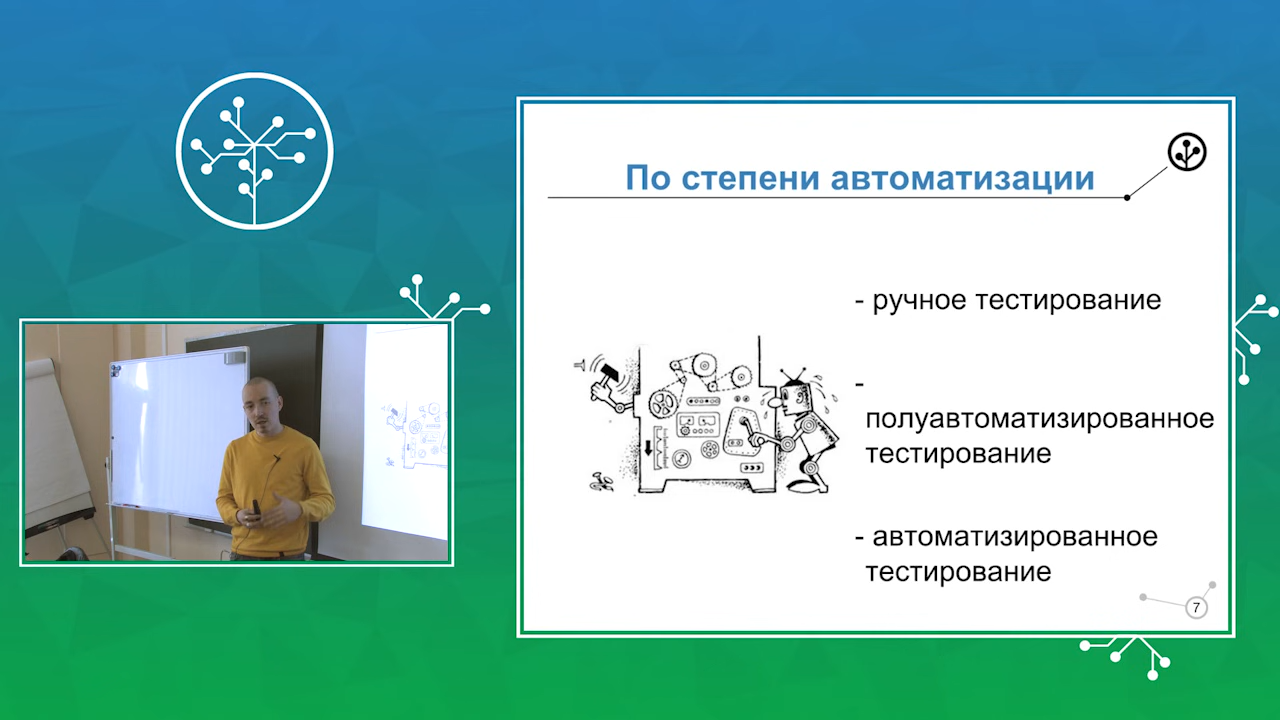 По степени автоматизации
- ручное тестирование
-
полуавтоматизированное
тестирование
- автоматизированное
тестирование
7